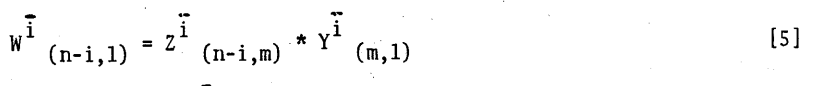 W^ī (n-i,1) = Z^ī (n-i,m) * Y^ī (m,1) [5]